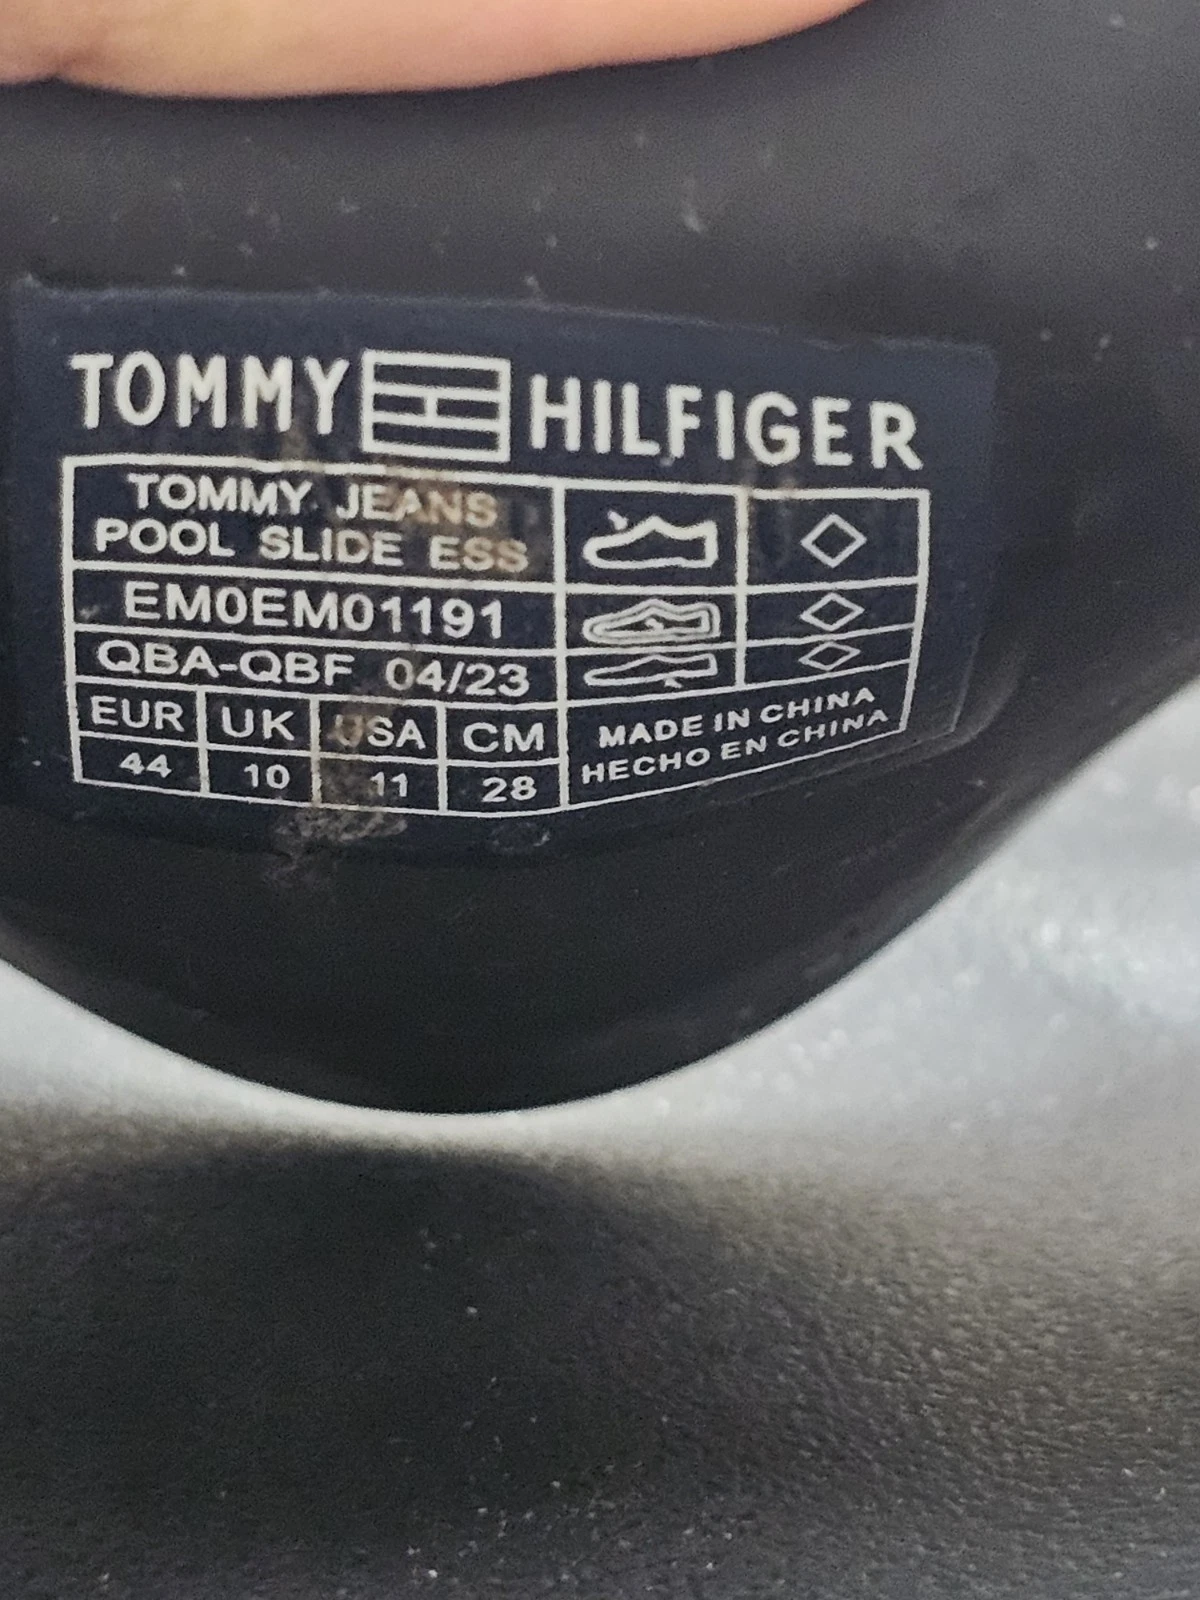 TOMMY HILFIGER
TOMMY JEANS
POOL SLIDE ESS
EM0EM01191
QBA-QBF 04/23
EUR UK USA CM
44 10 11 28
MADE IN CHINA
HECHO EN CHINA